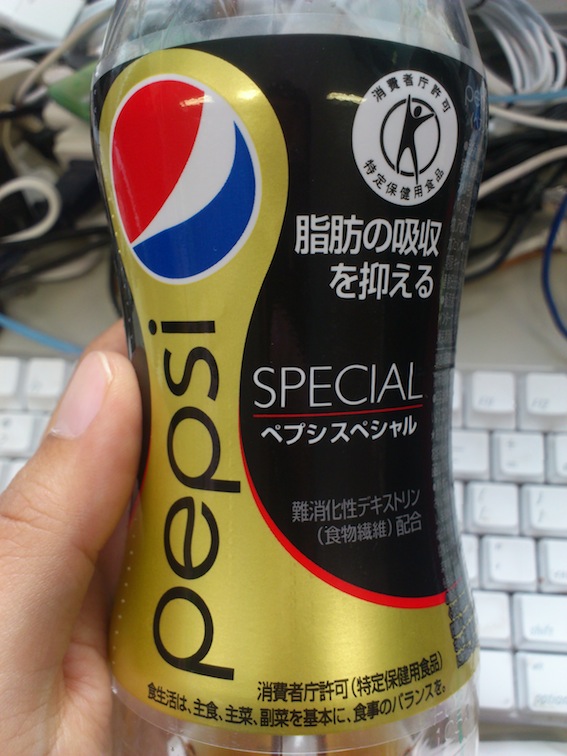 消費者庁許可
特定保健用食品
脂肪の吸収
を抑える
pepsi
SPECIAL
ペプシスペシャル
難消化性デキストリン
(食物繊維)配合
消費者庁許可(特定保健用食品)
食生活は、主食、主菜、副菜を基本に、食事のバランスを。